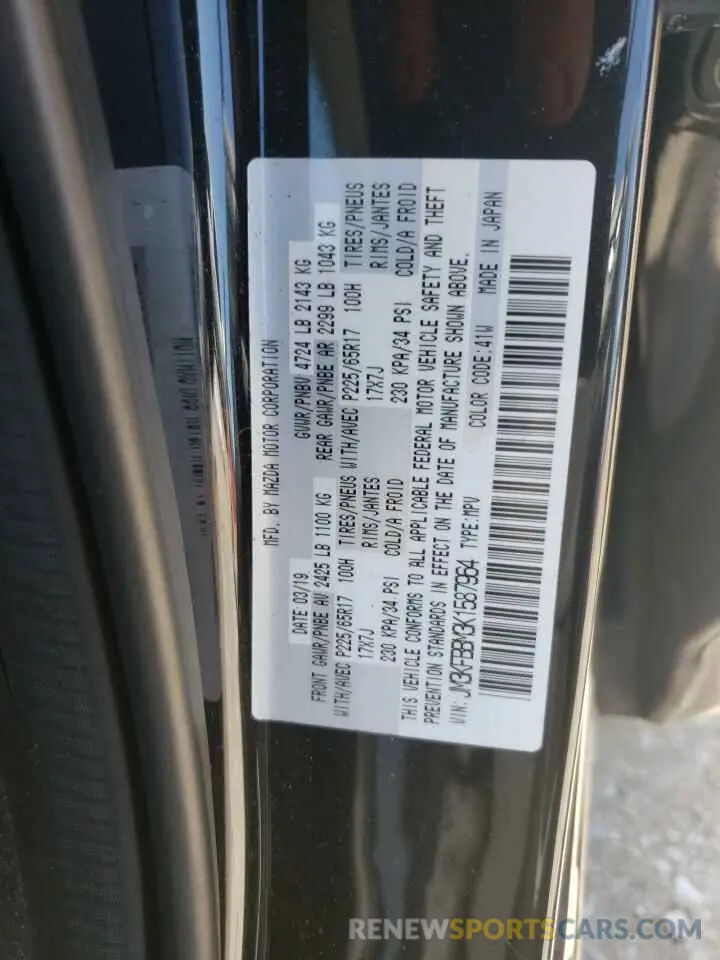 MFD. BY MAZDA MOTOR CORPORATION
DATE 03/19 GVWR/PNBV 4724 LB 2143 KG
FRONT GAWR/PNBE AV 2425 LB 1100 KG REAR GAWR/PNBE AR 2299 LB 1043 KG
WITH/AVEC P225/65R17 100H TIRES/PNEUS WITH/AVEC P225/65R17 100H TIRES/PNEUS
17X7J RIMS/JANTES 17X7J RIMS/JANTES
230 KPA/34 PSI COLD/A FROID 230 KPA/34 PSI COLD/A FROID
THIS VEHICLE CONFORMS TO ALL APPLICABLE FEDERAL MOTOR VEHICLE SAFETY AND THEFT
PREVENTION STANDARDS IN EFFECT ON THE DATE OF MANUFACTURE SHOWN ABOVE.
VIN: JM3KFBBM3K1587964 TYPE:MPV COLOR CODE:41W MADE IN JAPAN
RENEWSPORTSCARS.COM